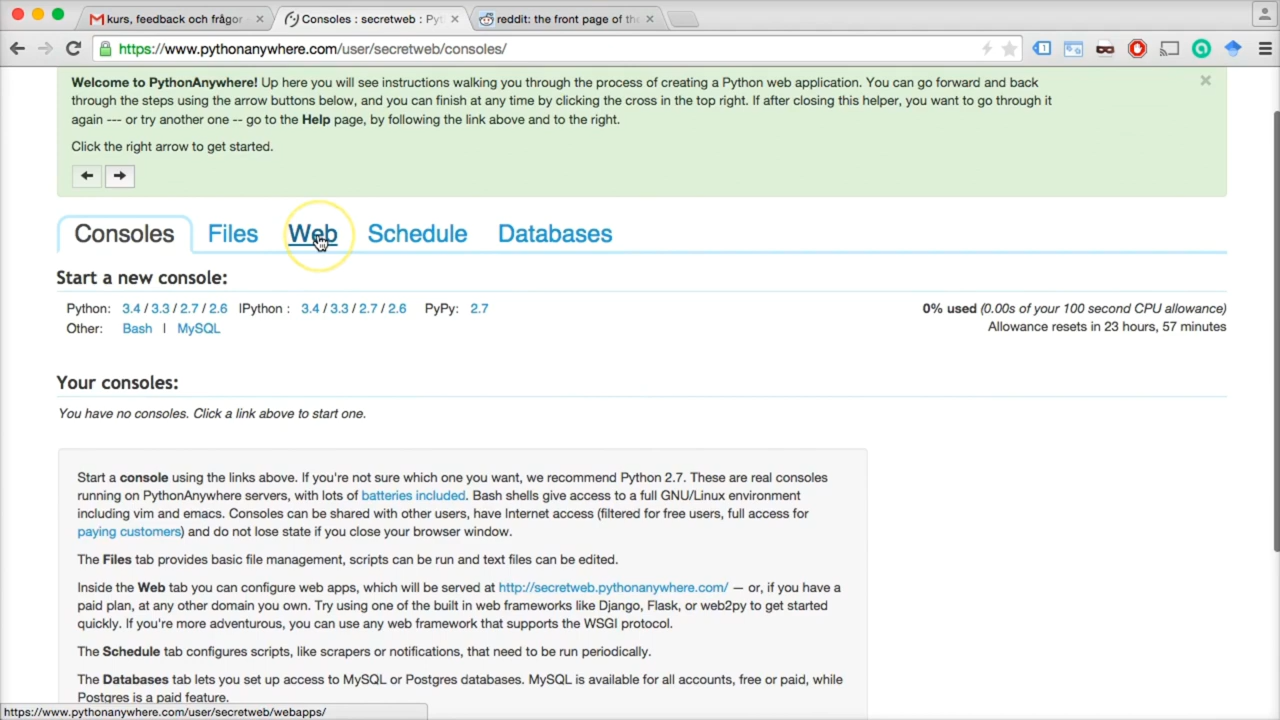 kurs, feedback och frågor
Consoles : secretweb : Pyt
reddit: the front page of the
https://www.pythonanywhere.com/user/secretweb/consoles/
Welcome to PythonAnywhere! Up here you will see instructions walking you through the process of creating a Python web application. You can go forward and back
through the steps using the arrow buttons below, and you can finish at any time by clicking the cross in the top right. If after closing this helper, you want to go through it
again --- or try another one -- go to the Help page, by following the link above and to the right.
Click the right arrow to get started.
Consoles Files Web Schedule Databases
Start a new console:
Python: 3.4 / 3.3 / 2.7 / 2.6 IPython : 3.4 / 3.3 / 2.7 / 2.6 PyPy: 2.7
0% used (0.00s of your 100 second CPU allowance)
Other: Bash | MySQL
Allowance resets in 23 hours, 57 minutes
Your consoles:
You have no consoles. Click a link above to start one.
Start a console using the links above. If you're not sure which one you want, we recommend Python 2.7. These are real consoles
running on PythonAnywhere servers, with lots of batteries included. Bash shells give access to a full GNU/Linux environment
including vim and emacs. Consoles can be shared with other users, have Internet access (filtered for free users, full access for
paying customers) and do not lose state if you close your browser window.
The Files tab provides basic file management, scripts can be run and text files can be edited.
Inside the Web tab you can configure web apps, which will be served at http://secretweb.pythonanywhere.com/ — or, if you have a
paid plan, at any other domain you own. Try using one of the built in web frameworks like Django, Flask, or web2py to get started
quickly. If you're more adventurous, you can use any web framework that supports the WSGI protocol.
The Schedule tab configures scripts, like scrapers or notifications, that need to be run periodically.
The Databases tab lets you set up access to MySQL or Postgres databases. MySQL is available for all accounts, free or paid, while
Postgres is a paid feature.
https://www.pythonanywhere.com/user/secretweb/webapps/